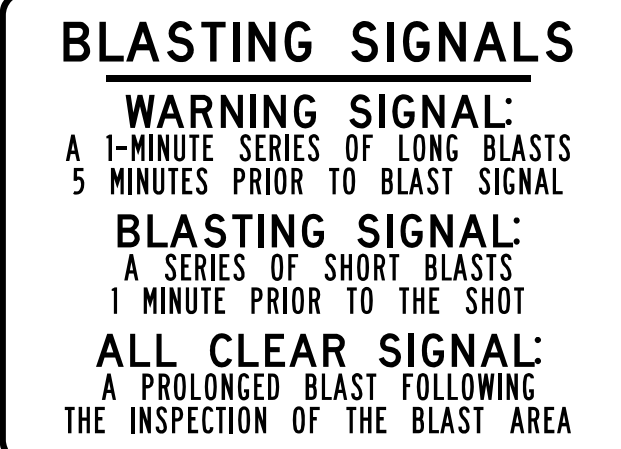 BLASTING SIGNALS
WARNING SIGNAL:
A 1-MINUTE SERIES OF LONG BLASTS
5 MINUTES PRIOR TO BLAST SIGNAL
BLASTING SIGNAL:
A SERIES OF SHORT BLASTS
1 MINUTE PRIOR TO THE SHOT
ALL CLEAR SIGNAL:
A PROLONGED BLAST FOLLOWING
THE INSPECTION OF THE BLAST AREA